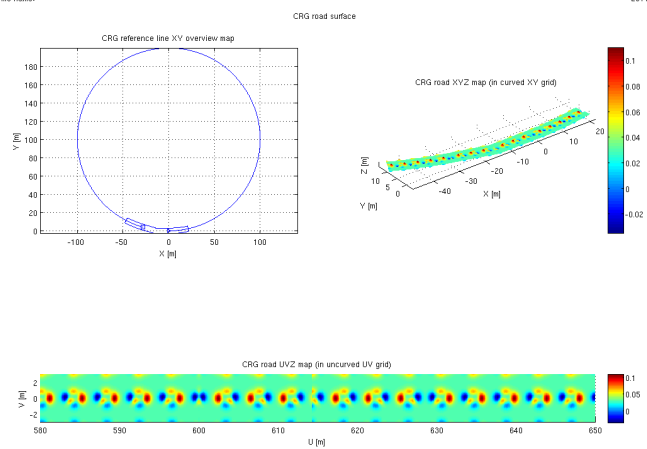 CRG road surface
CRG reference line XY overview map
180
160
140
120
100
80
60
40
20
0
Y [m]
-100 -50 0 50 100
X [m]
CRG road XYZ map (in curved XY grid)
Z [m]
10 5 0
Y [m]
-40 -30 -20 -10 0 10 20
X [m]
0.1
0.08
0.06
0.04
0.02
0
-0.02
CRG road UVZ map (in uncurved UV grid)
2
0
-2
V [m]
580 590 600 610 620 630 640 650
U [m]
0.1
0.05
0